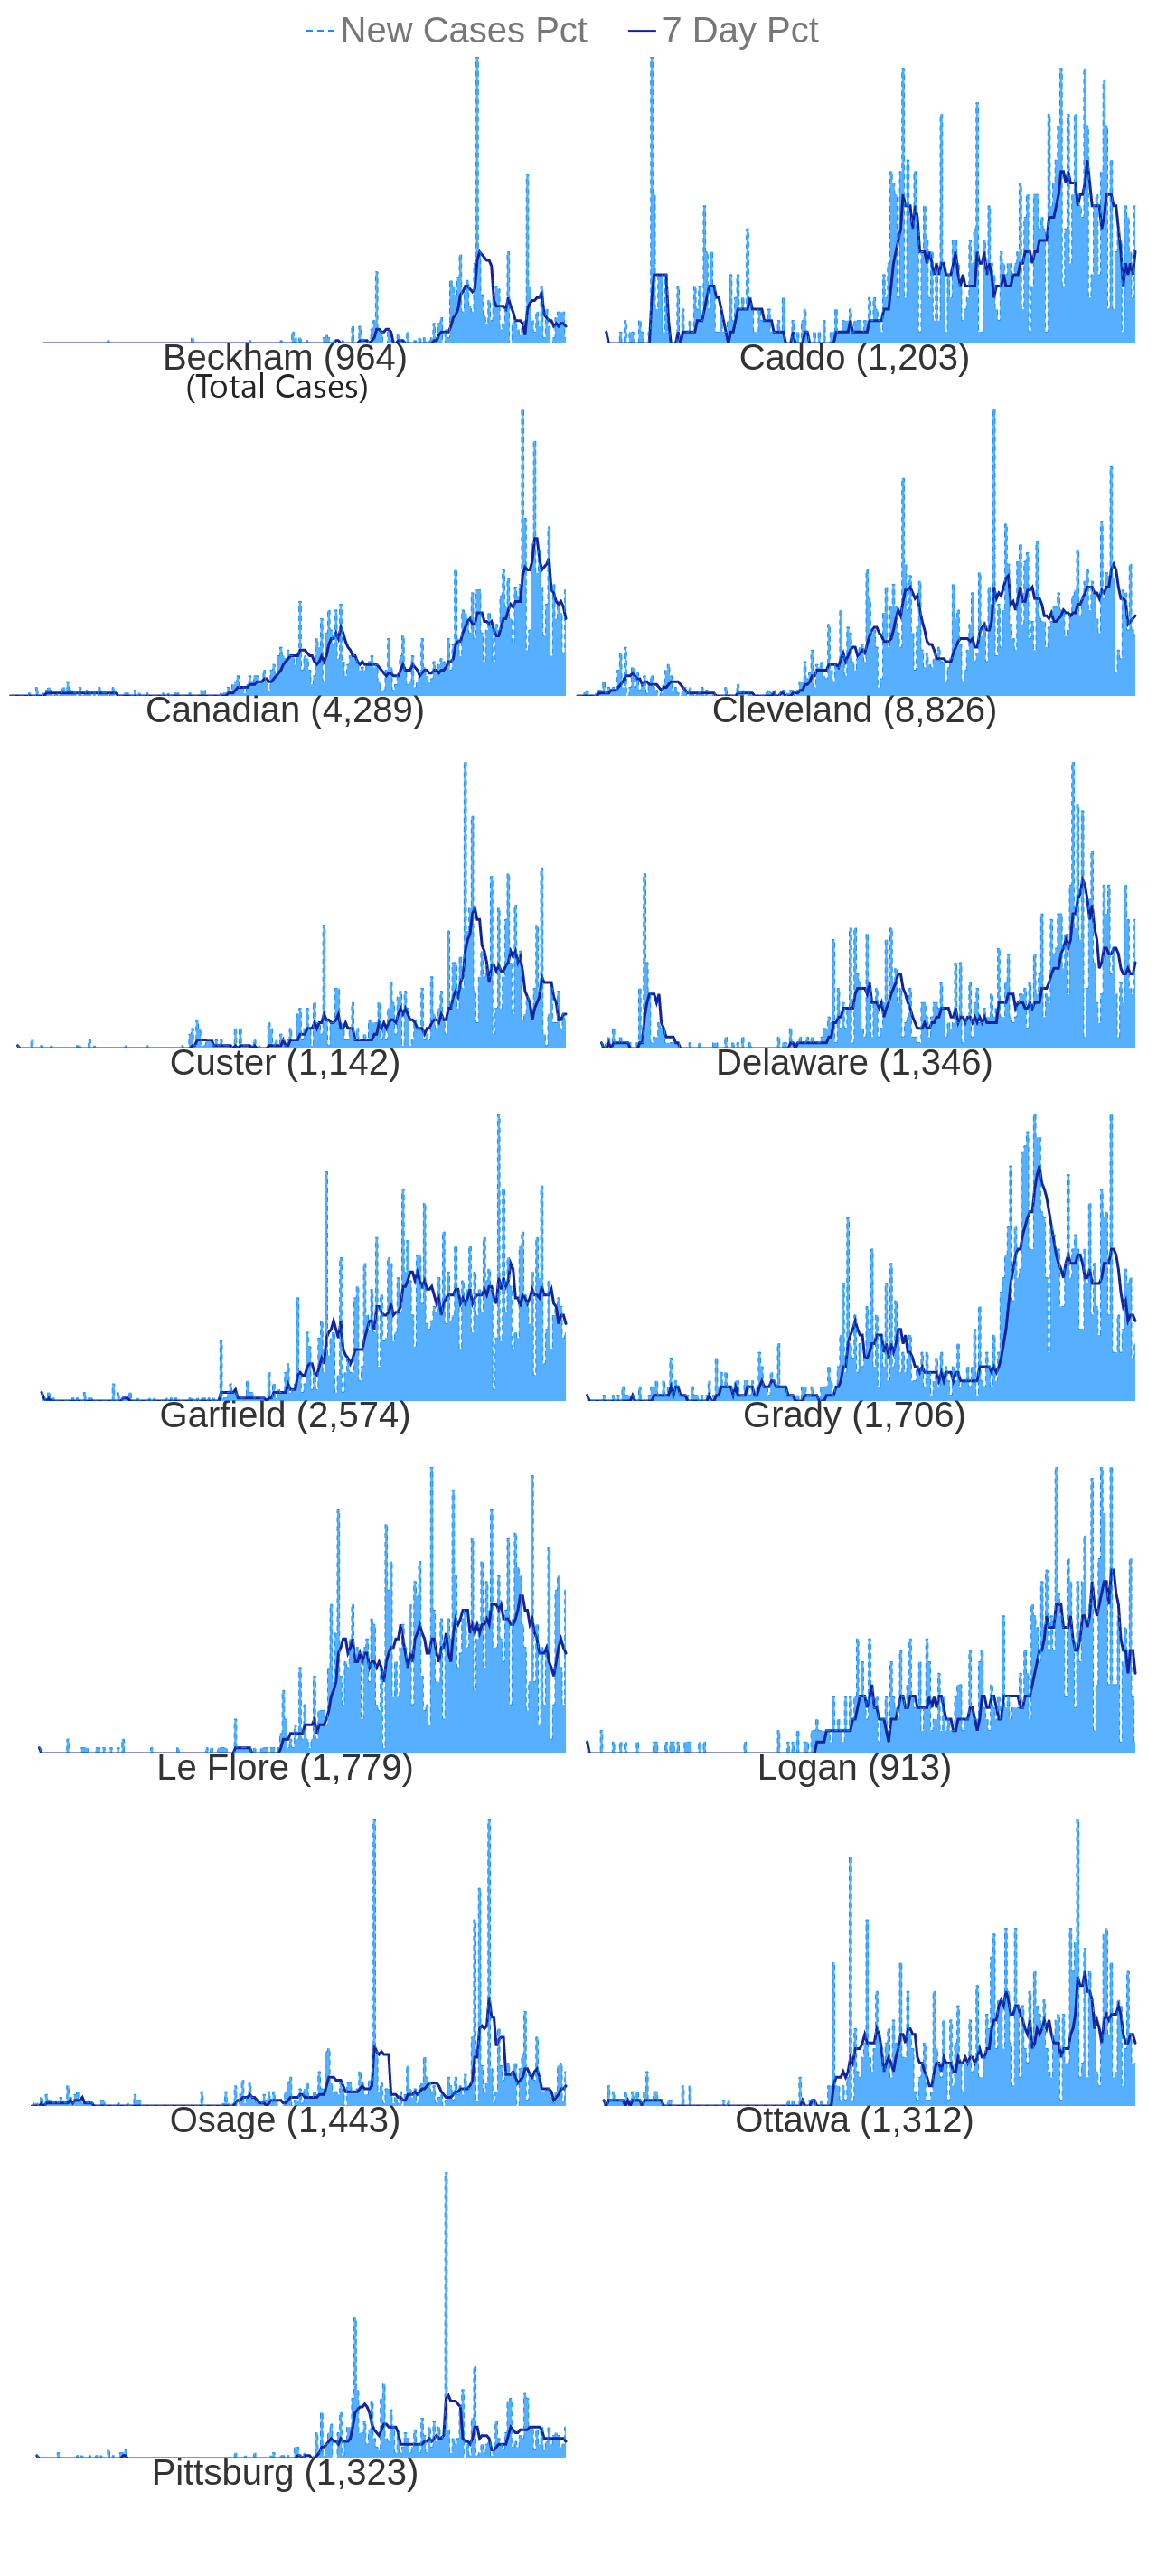 New Cases Pct 7 Day Pct
Beckham (964) Caddo (1,203)
(Total Cases)
Canadian (4,289) Cleveland (8,826)
Custer (1,142) Delaware (1,346)
Garfield (2,574) Grady (1,706)
Le Flore (1,779) Logan (913)
Osage (1,443) Ottawa (1,312)
Pittsburg (1,323)